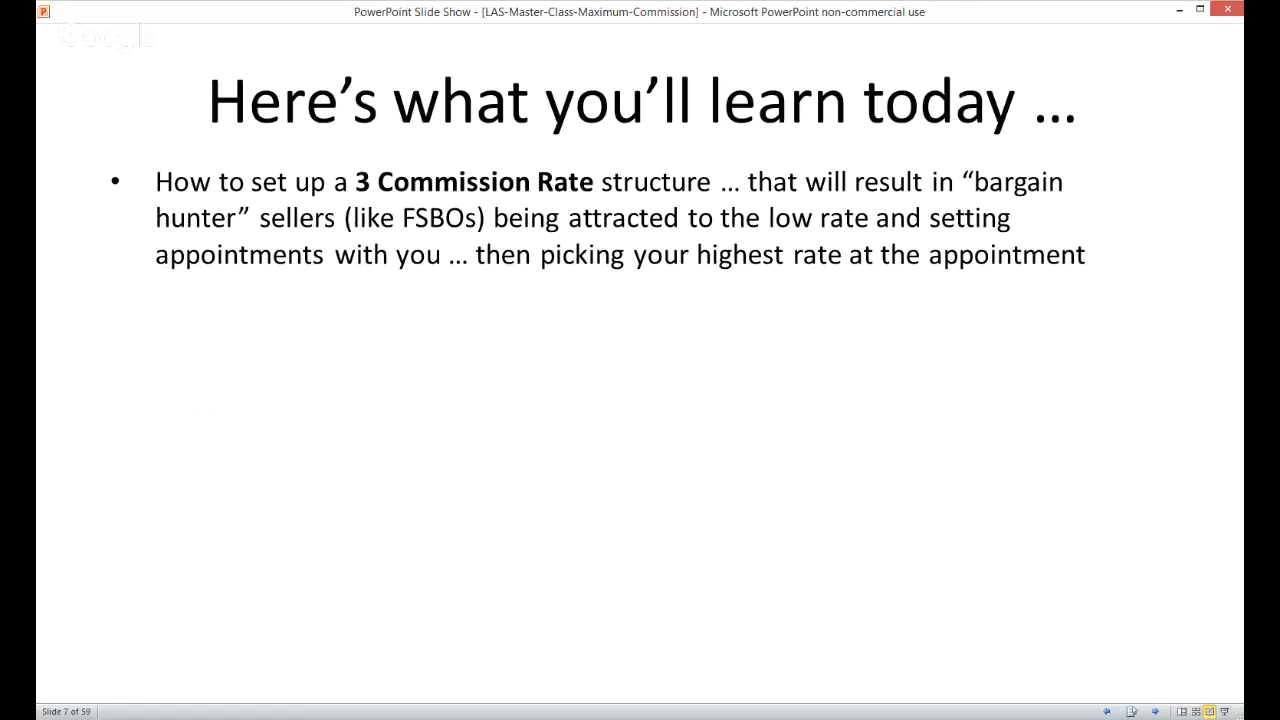 PowerPoint Slide Show - [LAS-Master-Class-Maximum-Commission] - Microsoft PowerPoint non-commercial use
Google
Here’s what you’ll learn today …
• How to set up a 3 Commission Rate structure … that will result in “bargain
hunter” sellers (like FSBOs) being attracted to the low rate and setting
appointments with you … then picking your highest rate at the appointment
Slide 7 of 59